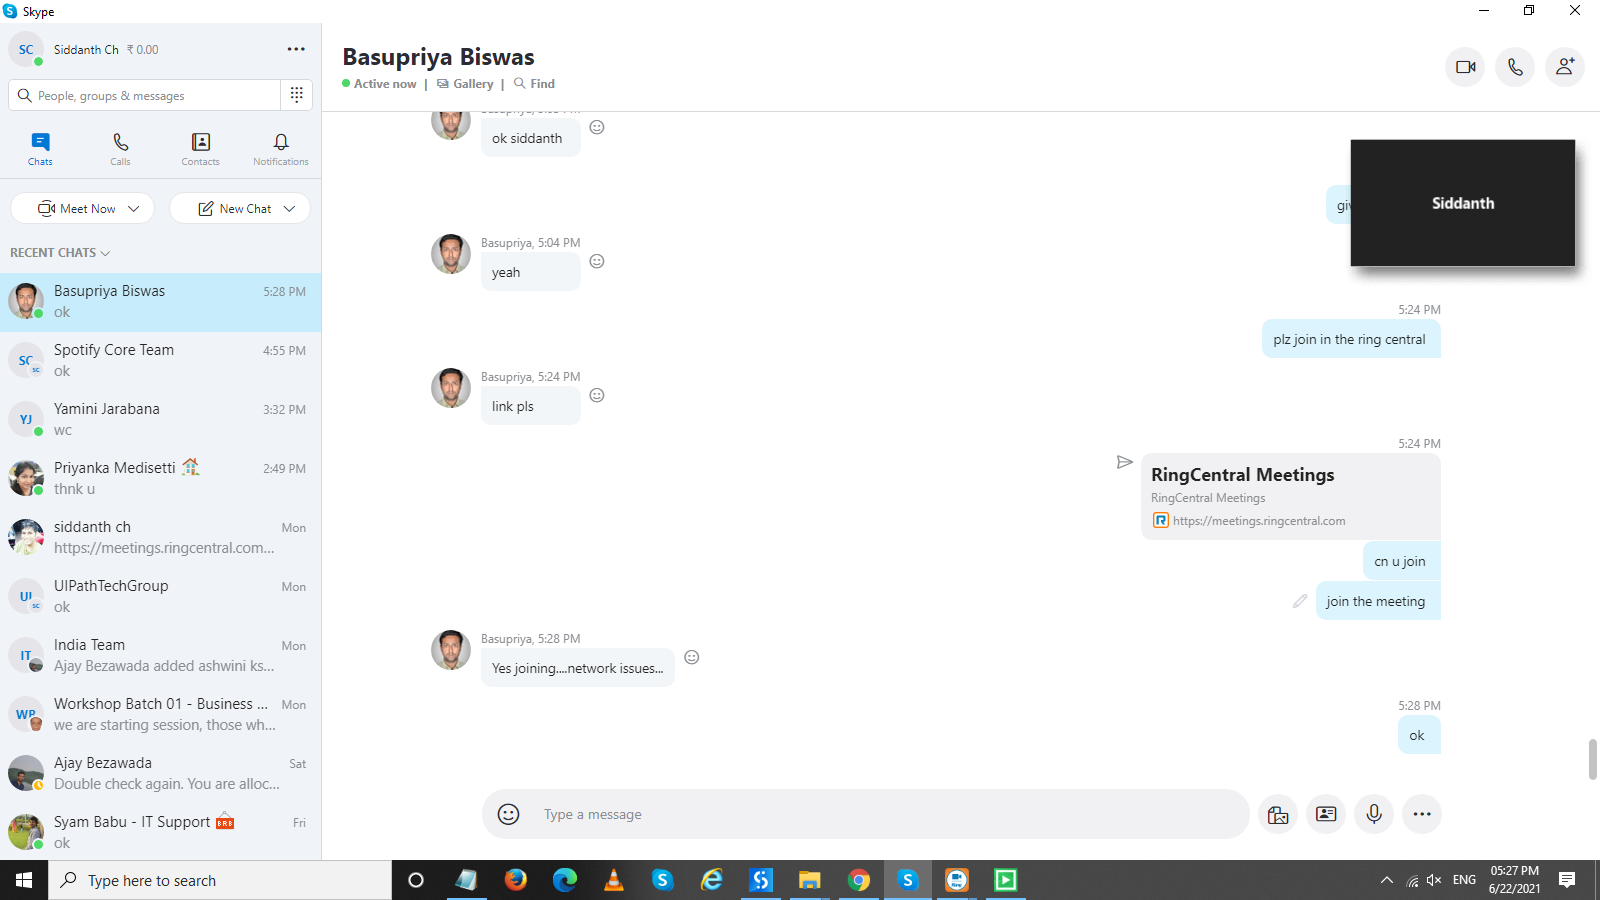 Skype
SC
Siddanth Ch ₹ 0.00
People, groups & messages
Chats
Calls
Contacts
Notifications
Meet Now
New Chat
RECENT CHATS
Basupriya Biswas 5:28 PM
ok
SC
SC
Spotify Core Team 4:55 PM
ok
YJ
Yamini Jarabana 3:32 PM
wc
Priyanka Medisetti 2:49 PM
thnk u
siddanth ch Mon
https://meetings.ringcentral.com...
UI
SC
UIPathTechGroup Mon
ok
IT
India Team Mon
Ajay Bezawada added ashwini ks...
Workshop Batch 01 - Business ... Mon
we are starting session, those wh...
Ajay Bezawada Sat
Double check again. You are alloc...
Syam Babu - IT Support BRB Fri
ok
Basupriya Biswas
Active now | Gallery | Find
ok siddanth
Siddanth
Basupriya, 5:04 PM
yeah
5:24 PM
plz join in the ring central
Basupriya, 5:24 PM
link pls
5:24 PM
RingCentral Meetings
RingCentral Meetings
https://meetings.ringcentral.com
cn u join
join the meeting
Basupriya, 5:28 PM
Yes joining....network issues...
5:28 PM
ok
Type a message
Type here to search
ENG
05:27 PM
6/22/2021